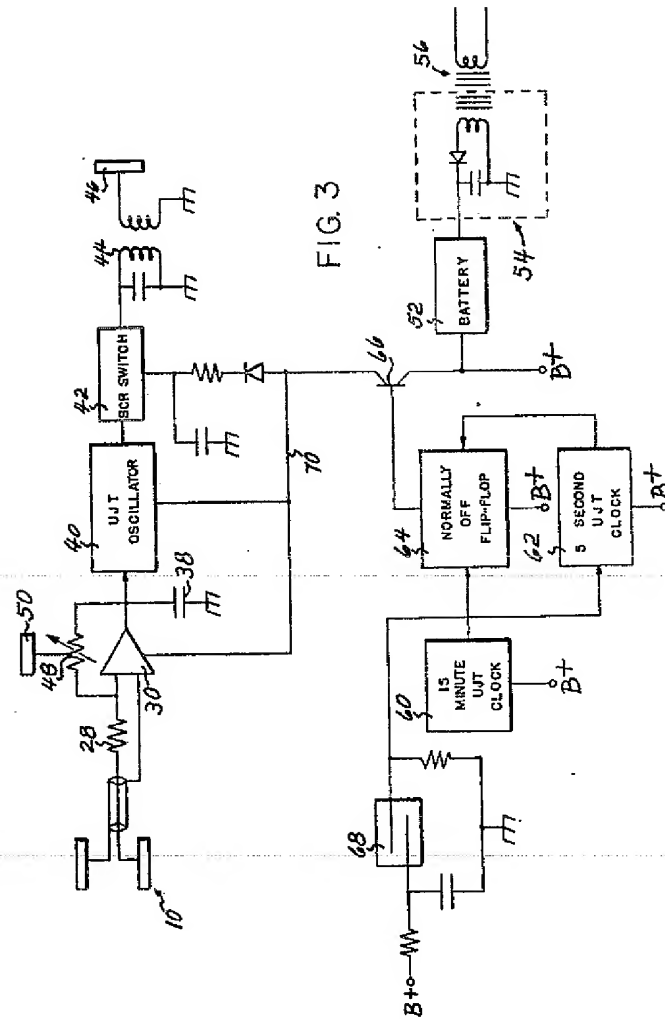 56
46
44
FIG. 3
54
BATTERY
52
42
SCR SWITCH
66
B+
70
UJT
OSCILLATOR
40
NORMALLY
OFF
FLIP-FLOP
64
B+
5
SECOND
UJT
CLOCK
62
B+
50
48
38
30
28
15
MINUTE
UJT
CLOCK
60
B+
10
68
B+